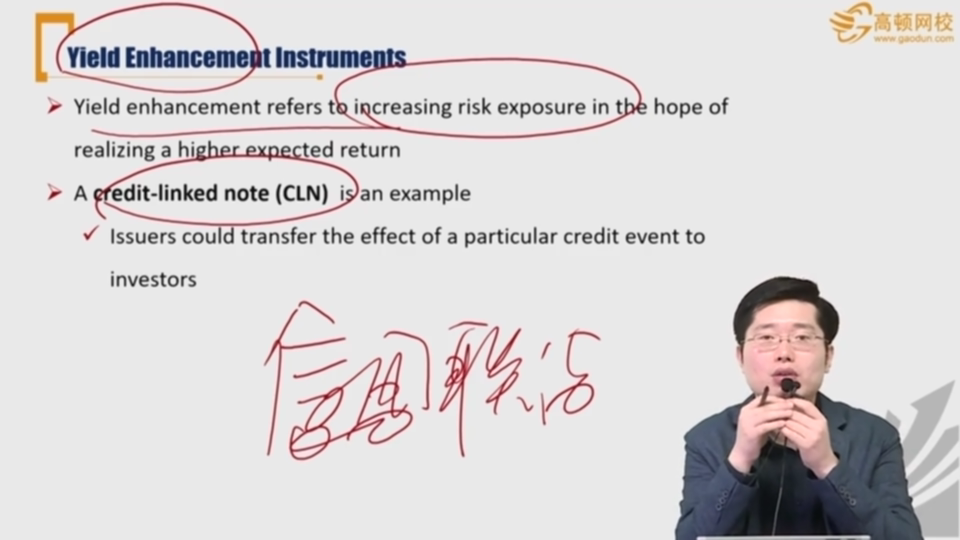 高顿网校
www.gaodun.com
Yield Enhancement Instruments
Yield enhancement refers to increasing risk exposure in the hope of
realizing a higher expected return
A credit-linked note (CLN) is an example
Issuers could transfer the effect of a particular credit event to
investors
信用联结